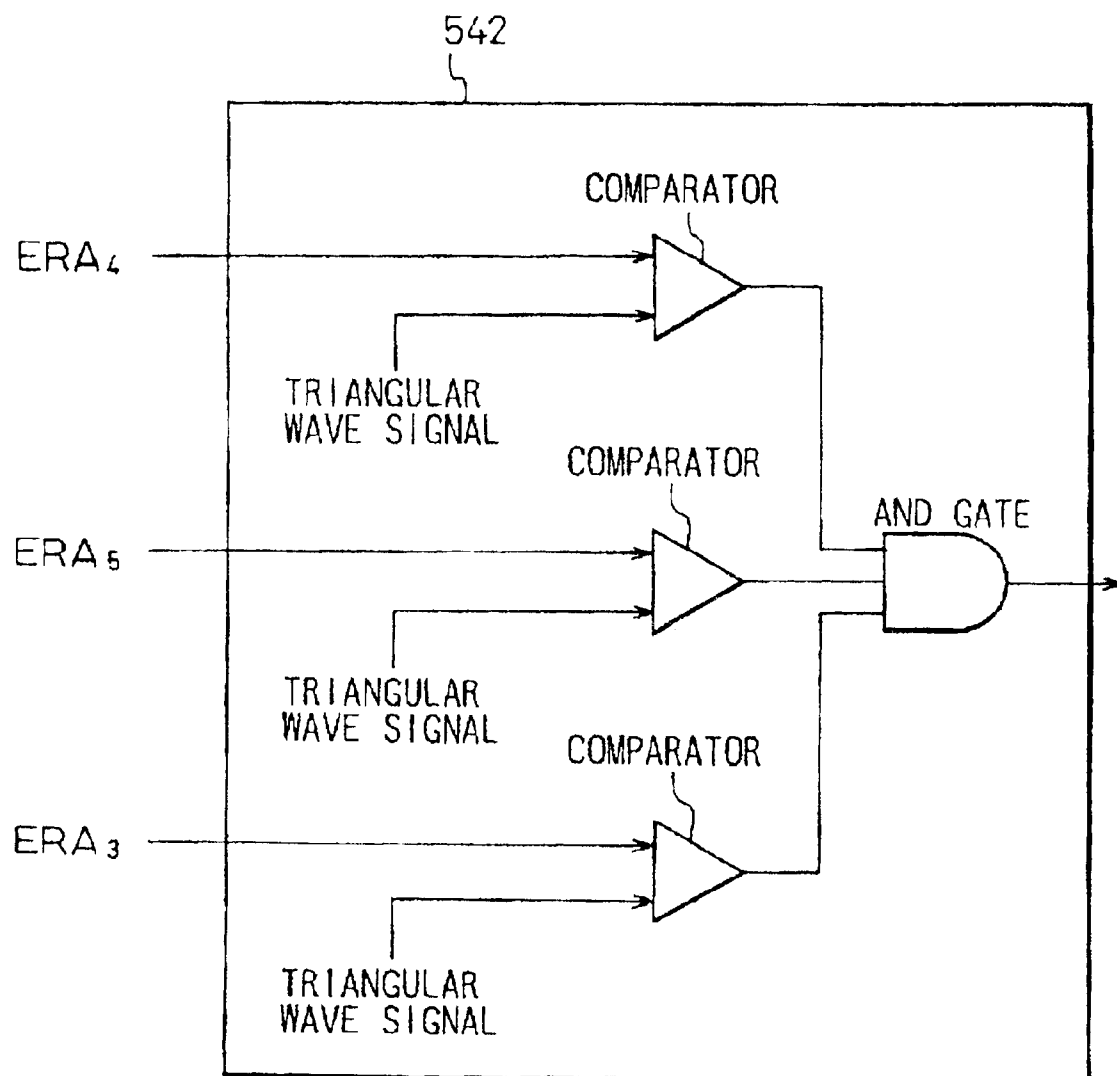 542
COMPARATOR
ERA4
TRIANGULAR
WAVE SIGNAL
COMPARATOR
AND GATE
ERA5
TRIANGULAR
WAVE SIGNAL
COMPARATOR
ERA3
TRIANGULAR
WAVE SIGNAL